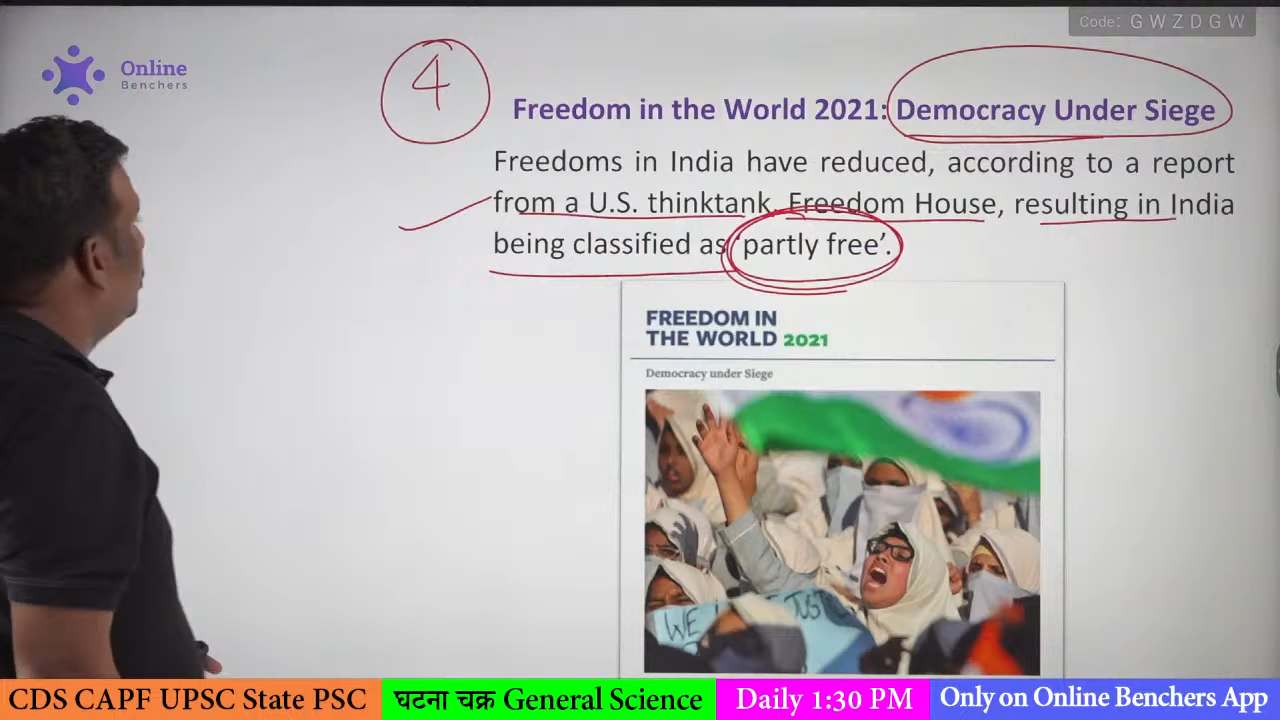 Code: G W Z D G W
Online
Benchers
4
Freedom in the World 2021: Democracy Under Siege
Freedoms in India have reduced, according to a report
from a U.S. thinktank, Freedom House, resulting in India
being classified as 'partly free'.
FREEDOM IN
THE WORLD 2021
Democracy under Siege
WE JUSTIC
CDS CAPF UPSC State PSC घटना चक्र General Science Daily 1:30 PM Only on Online Benchers App